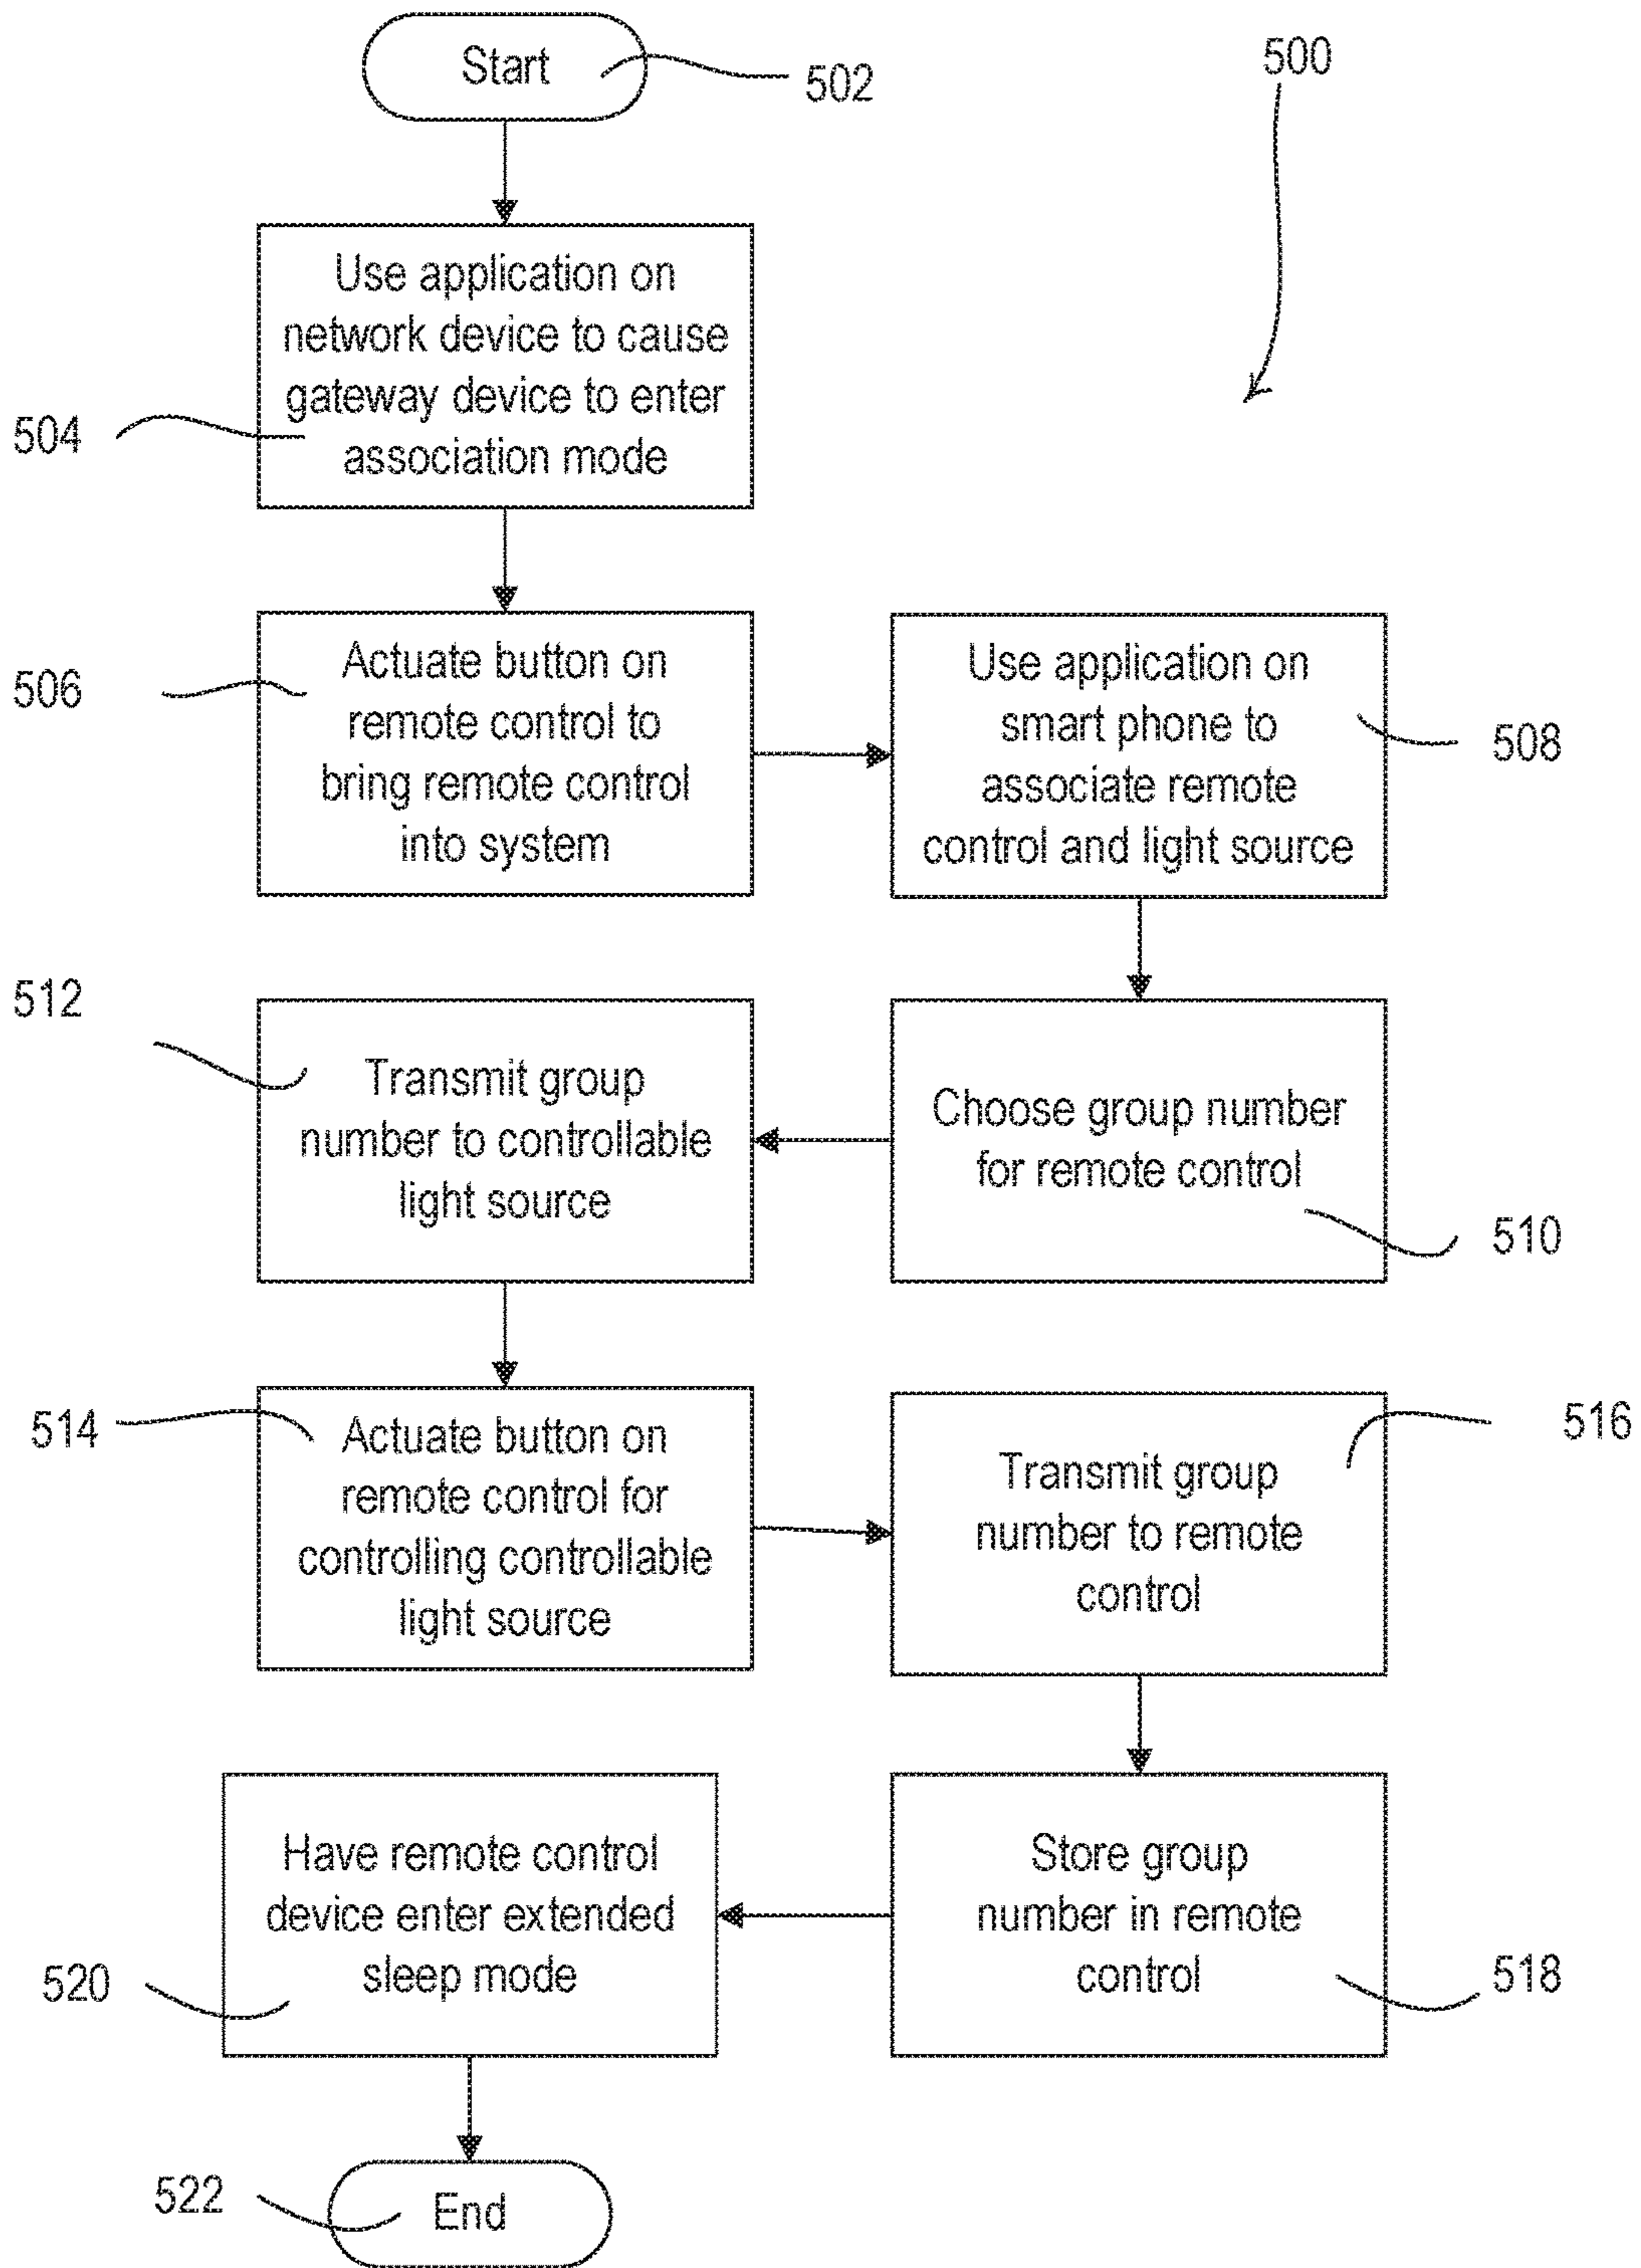 Start
502
500
Use application on
network device to cause
gateway device to enter
association mode
504
Actuate button on
remote control to
bring remote control
into system
506
Use application on
smart phone to
associate remote
control and light source
508
Choose group number
for remote control
510
512
Transmit group
number to controllable
light source
514
Actuate button on
remote control for
controlling controllable
light source
Transmit group
number to remote
control
516
Store group
number in remote
control
518
Have remote control
device enter extended
sleep mode
520
End
522